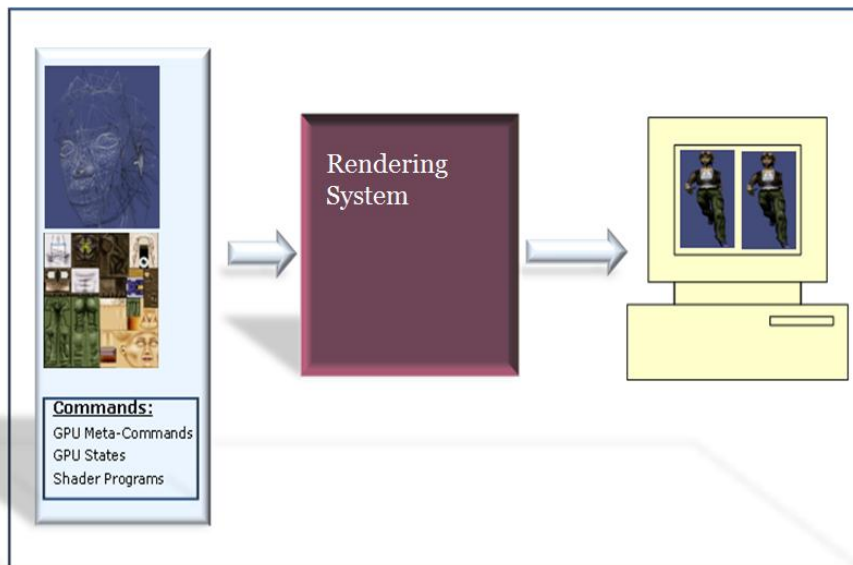 Rendering
System
Commands:
GPU Meta-Commands
GPU States
Shader Programs